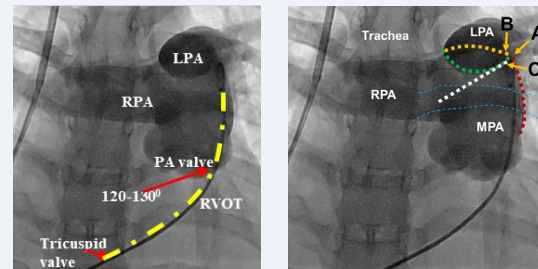 LPA
RPA
PA valve
120-130⁰
RVOT
Tricuspid
valve
B
LPA
A
Trachea
C
RPA
MPA